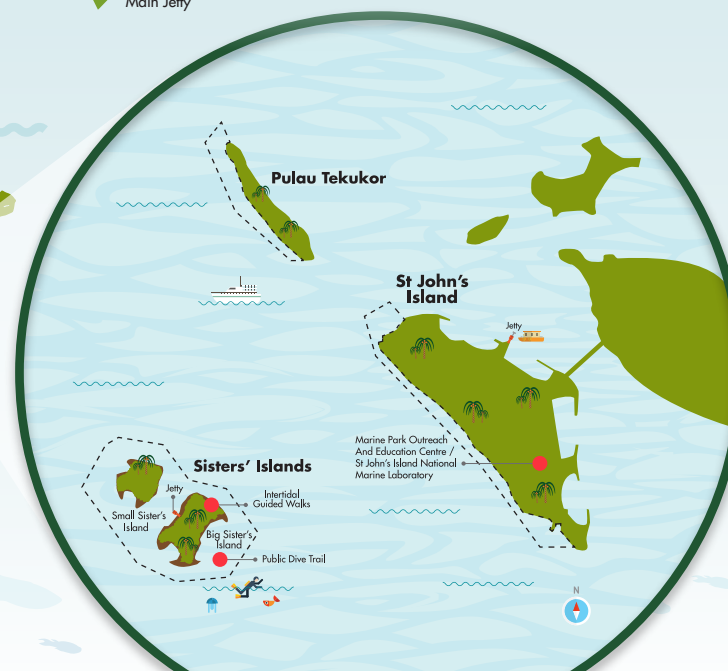 Main Jetty
Pulau Tekukor
St John's
Island
Jetty
Marine Park Outreach
And Education Centre /
St John's Island National
Marine Laboratory
Sisters' Islands
Jetty
Intertidal
Guided Walks
Small Sister's
Island
Big Sister's
Island
Public Dive Trail
N